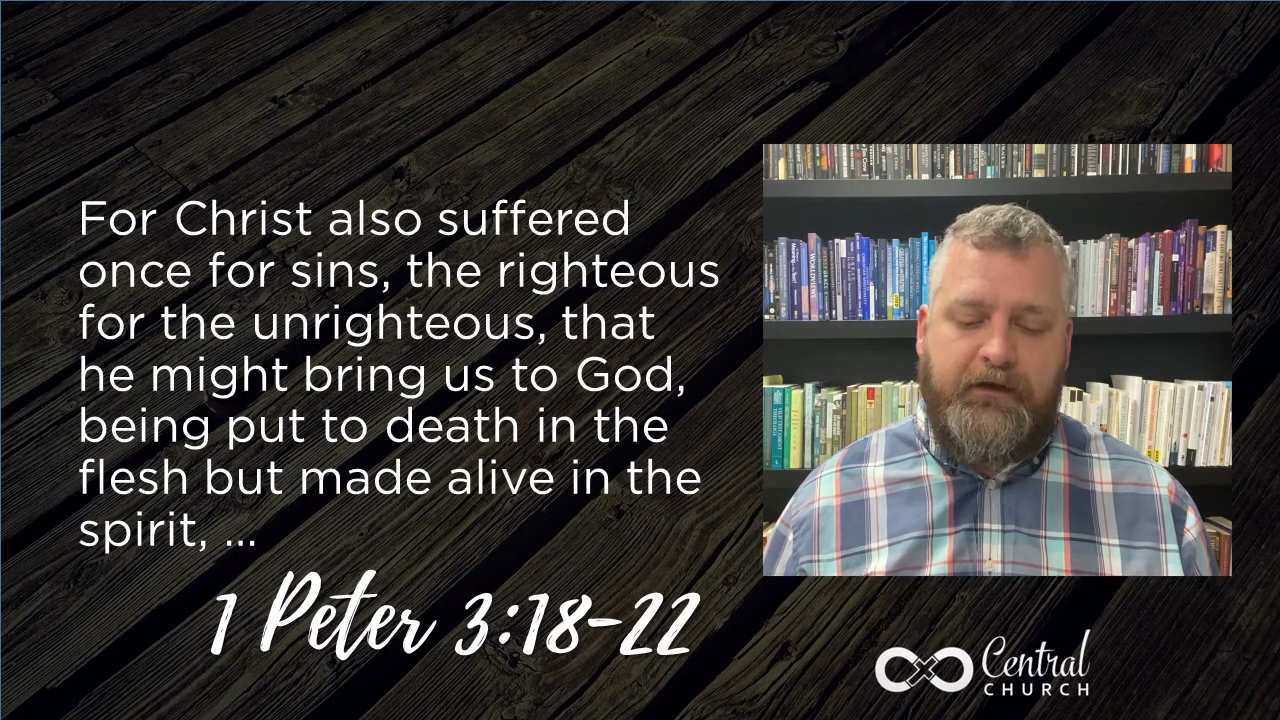 For Christ also suffered
once for sins, the righteous
for the unrighteous, that
he might bring us to God,
being put to death in the
flesh but made alive in the
spirit, ...
1 Peter 3:18-22
Central
CHURCH